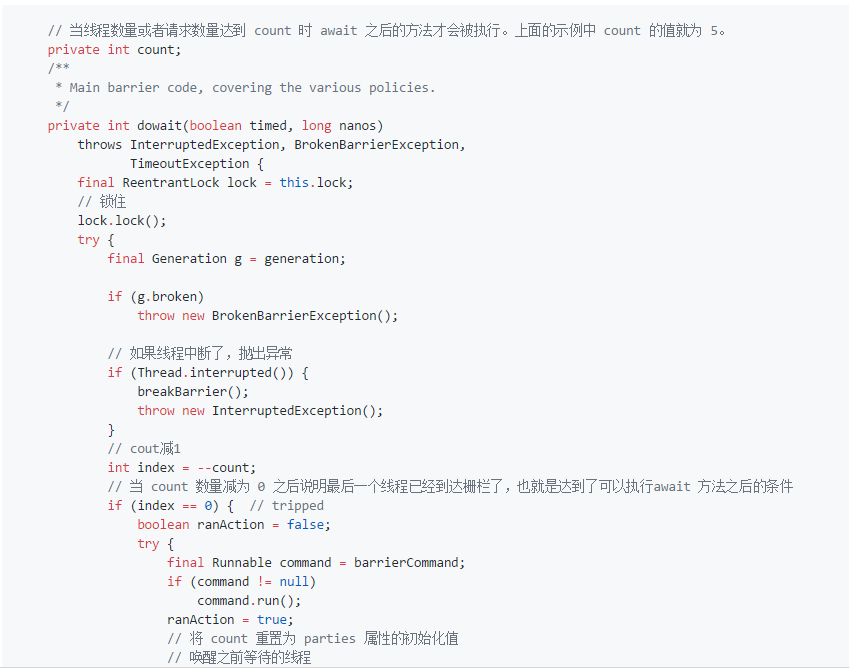 // 当线程数量或者请求数量达到 count 时 await 之后的方法才会被执行。上面的示例中 count 的值就为 5。
private int count;
/**
 * Main barrier code, covering the various policies.
 */
private int dowait(boolean timed, long nanos)
    throws InterruptedException, BrokenBarrierException,
           TimeoutException {
    final ReentrantLock lock = this.lock;
    // 锁住
    lock.lock();
    try {
        final Generation g = generation;

        if (g.broken)
            throw new BrokenBarrierException();

        // 如果线程中断了，抛出异常
        if (Thread.interrupted()) {
            breakBarrier();
            throw new InterruptedException();
        }
        // cout减1
        int index = --count;
        // 当 count 数量减为 0 之后说明最后一个线程已经到达栅栏了，也就是达到了可以执行await 方法之后的条件
        if (index == 0) {  // tripped
            boolean ranAction = false;
            try {
                final Runnable command = barrierCommand;
                if (command != null)
                    command.run();
                ranAction = true;
                // 将 count 重置为 parties 属性的初始化值
                // 唤醒之前等待的线程